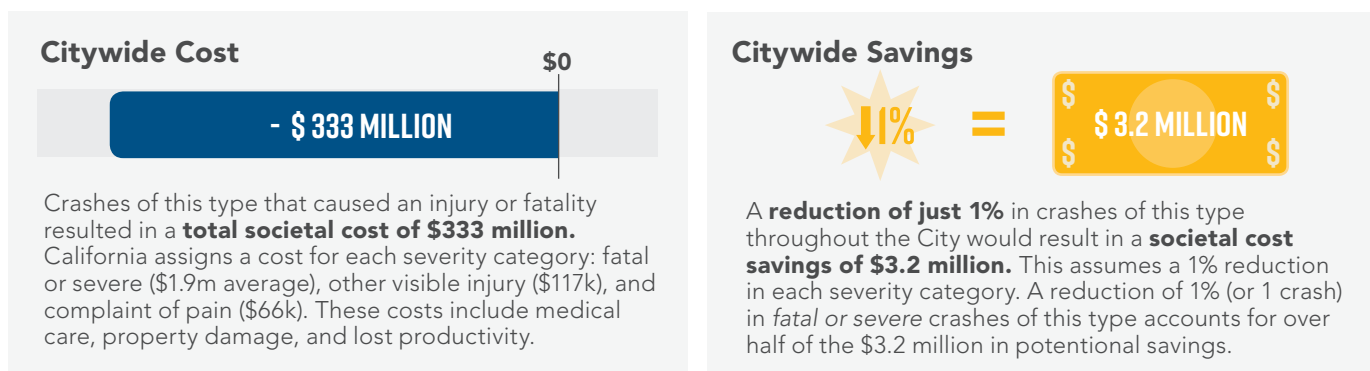 Citywide Cost
$0
- $ 333 MILLION
Crashes of this type that caused an injury or fatality
resulted in a total societal cost of $333 million.
California assigns a cost for each severity category: fatal
or severe ($1.9m average), other visible injury ($117k), and
complaint of pain ($66k). These costs include medical
care, property damage, and lost productivity.
Citywide Savings
1%
=
$ $
$ 3.2 MILLION
$ $
A reduction of just 1% in crashes of this type
throughout the City would result in a societal cost
savings of $3.2 million. This assumes a 1% reduction
in each severity category. A reduction of 1% (or 1 crash)
in fatal or severe crashes of this type accounts for over
half of the $3.2 million in potentional savings.